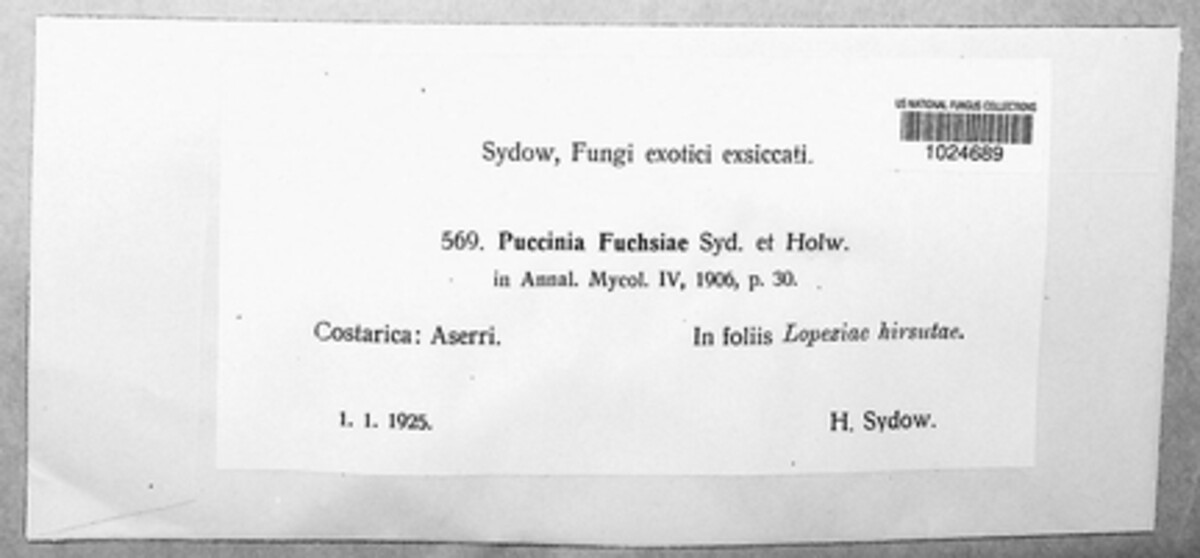 US NATIONAL FUNGUS COLLECTIONS
1024689
Sydow, Fungi exotici exsiccati.
569. Puccinia Fuchsiae Syd. et Holw.
in Annal. Mycol. IV, 1906, p. 30.
Costarica: Aserri.
In foliis Lopeziae hirsutae.
1. 1. 1925.
H. Sydow.